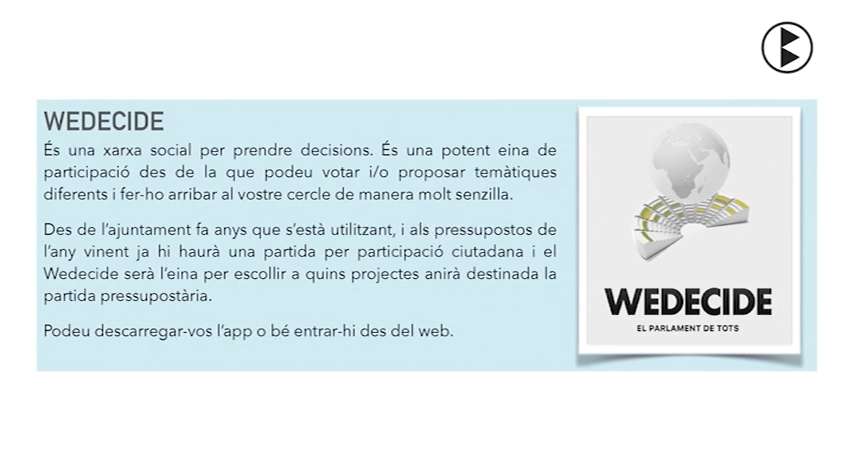 WEDECIDE
És una xarxa social per prendre decisions. És una potent eina de
participació des de la que podeu votar i/o proposar temàtiques
diferents i fer-ho arribar al vostre cercle de manera molt senzilla.
Des de l'ajuntament fa anys que s'està utilitzant, i als pressupostos de
l'any vinent ja hi haurà una partida per participació ciutadana i el
Wedecide serà l'eina per escollir a quins projectes anirà destinada la
partida pressupostària.
Podeu descarregar-vos l'app o bé entrar-hi des del web.
WEDECIDE
EL PARLAMENT DE TOTS